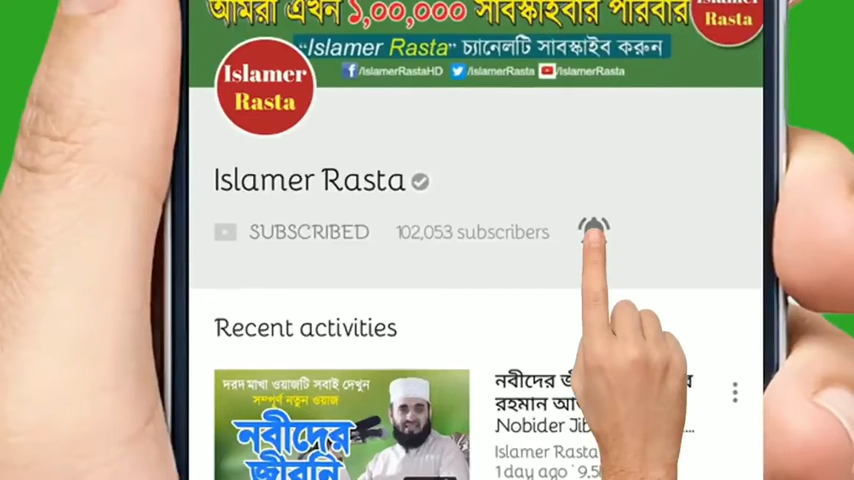 আমরা এখন ১,০০,০০০ সাবস্ক্রাইবার পরিবার
Islamer
Rasta
"Islamer Rasta" চ্যানেলটি সাবস্ক্রাইব করুন
/IslamerRastaHD /IslamerRasta /IslamerRasta
Islamer
Rasta
Islamer Rasta
SUBSCRIBED 102,053 subscribers
Recent activities
দরদ মাখা ওয়াজটি সবাই দেখুন
সম্পূর্ণ নতুন ওয়াজ
নবীদের
জীবনি
নবীদের
রহমান
Nobider
Islamer Rasta
1 day ago